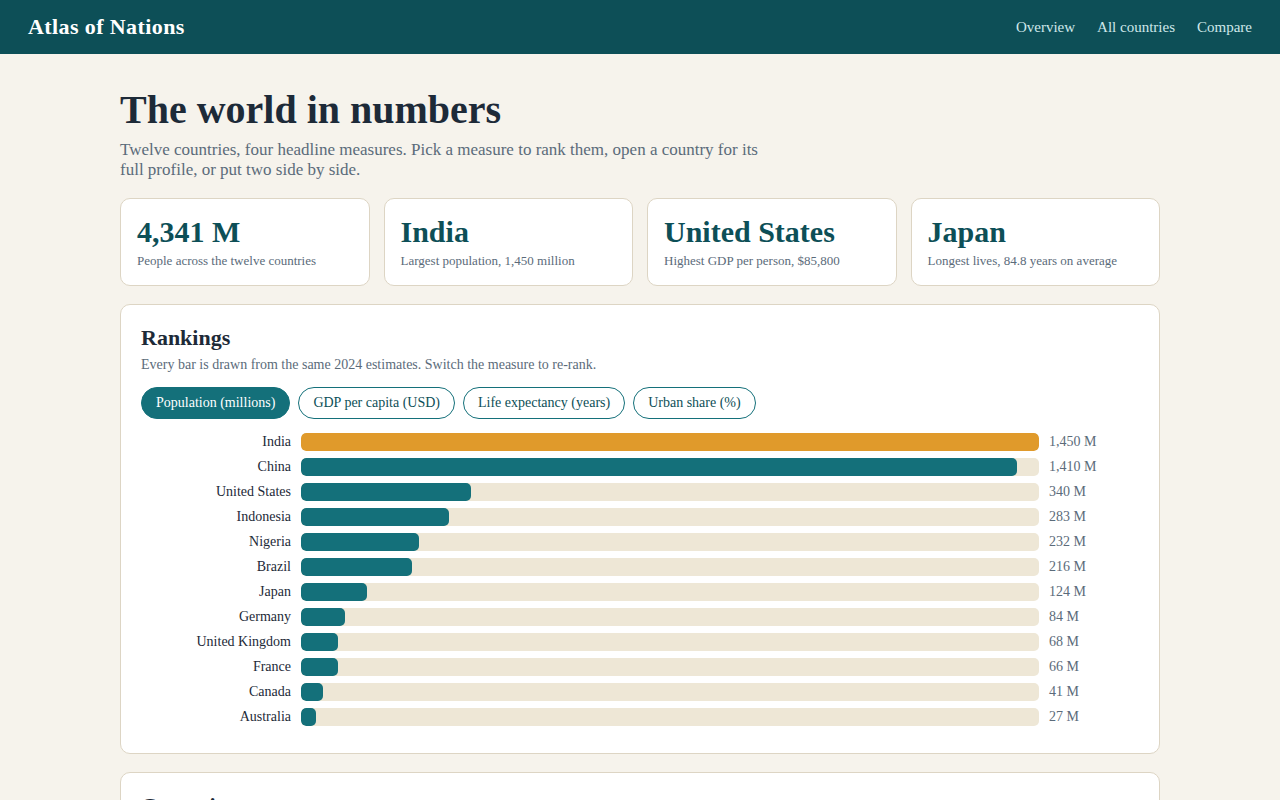 Atlas of Nations
Overview All countries Compare
The world in numbers
Twelve countries, four headline measures. Pick a measure to rank them, open a country for its
full profile, or put two side by side.
4,341 M
People across the twelve countries
India
Largest population, 1,450 million
United States
Highest GDP per person, $85,800
Japan
Longest lives, 84.8 years on average
Rankings
Every bar is drawn from the same 2024 estimates. Switch the measure to re-rank.
Population (millions) GDP per capita (USD) Life expectancy (years) Urban share (%)
India 1,450 M
China 1,410 M
United States 340 M
Indonesia 283 M
Nigeria 232 M
Brazil 216 M
Japan 124 M
Germany 84 M
United Kingdom 68 M
France 66 M
Canada 41 M
Australia 27 M